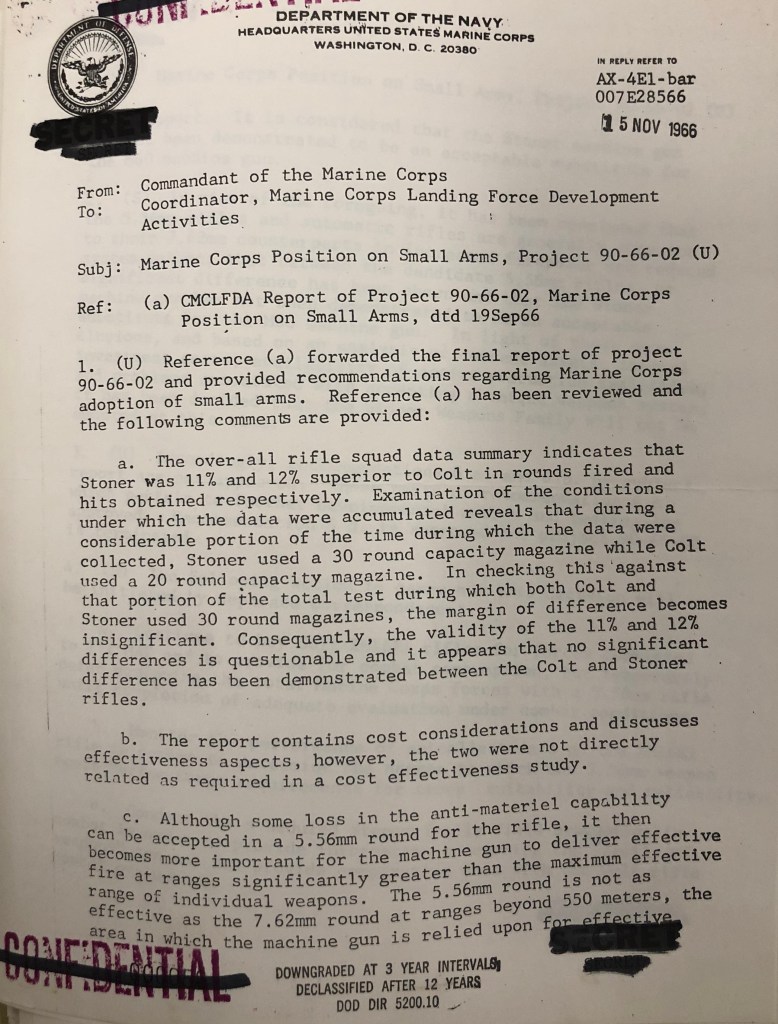 CONFIDENTIAL
DEPARTMENT OF THE NAVY
HEADQUARTERS UNITED STATES MARINE CORPS
WASHINGTON, D. C. 20380
DEPARTMENT OF DEFENSE
UNITED STATES OF AMERICA
SECRET
IN REPLY REFER TO
AX-4E1-bar
007E28566
15 NOV 1966
From: Commandant of the Marine Corps
To: Coordinator, Marine Corps Landing Force Development
Activities
Subj: Marine Corps Position on Small Arms, Project 90-66-02 (U)
Ref: (a) CMCLFDA Report of Project 90-66-02, Marine Corps
Position on Small Arms, dtd 19Sep66
1. (U) Reference (a) forwarded the final report of project
90-66-02 and provided recommendations regarding Marine Corps
adoption of small arms. Reference (a) has been reviewed and
the following comments are provided:
a. The over-all rifle squad data summary indicates that
Stoner was 11% and 12% superior to Colt in rounds fired and
hits obtained respectively. Examination of the conditions
under which the data were accumulated reveals that during a
considerable portion of the time during which the data were
collected, Stoner used a 30 round capacity magazine while Colt
used a 20 round capacity magazine. In checking this against
that portion of the total test during which both Colt and
Stoner used 30 round magazines, the margin of difference becomes
insignificant. Consequently, the validity of the 11% and 12%
differences is questionable and it appears that no significant
difference has been demonstrated between the Colt and Stoner
rifles.
b. The report contains cost considerations and discusses
effectiveness aspects, however, the two were not directly
related as required in a cost effectiveness study.
c. Although some loss in the anti-materiel capability
can be accepted in a 5.56mm round for the rifle, it then
becomes more important for the machine gun to deliver effective
fire at ranges significantly greater than the maximum effective
range of individual weapons. The 5.56mm round is not as
effective as the 7.62mm round at ranges beyond 550 meters, the
area in which the machine gun is relied upon for effective
CONFIDENTIAL
SECRET
DOWNGRADED AT 3 YEAR INTERVALS;
DECLASSIFIED AFTER 12 YEARS
DOD DIR 5200.10